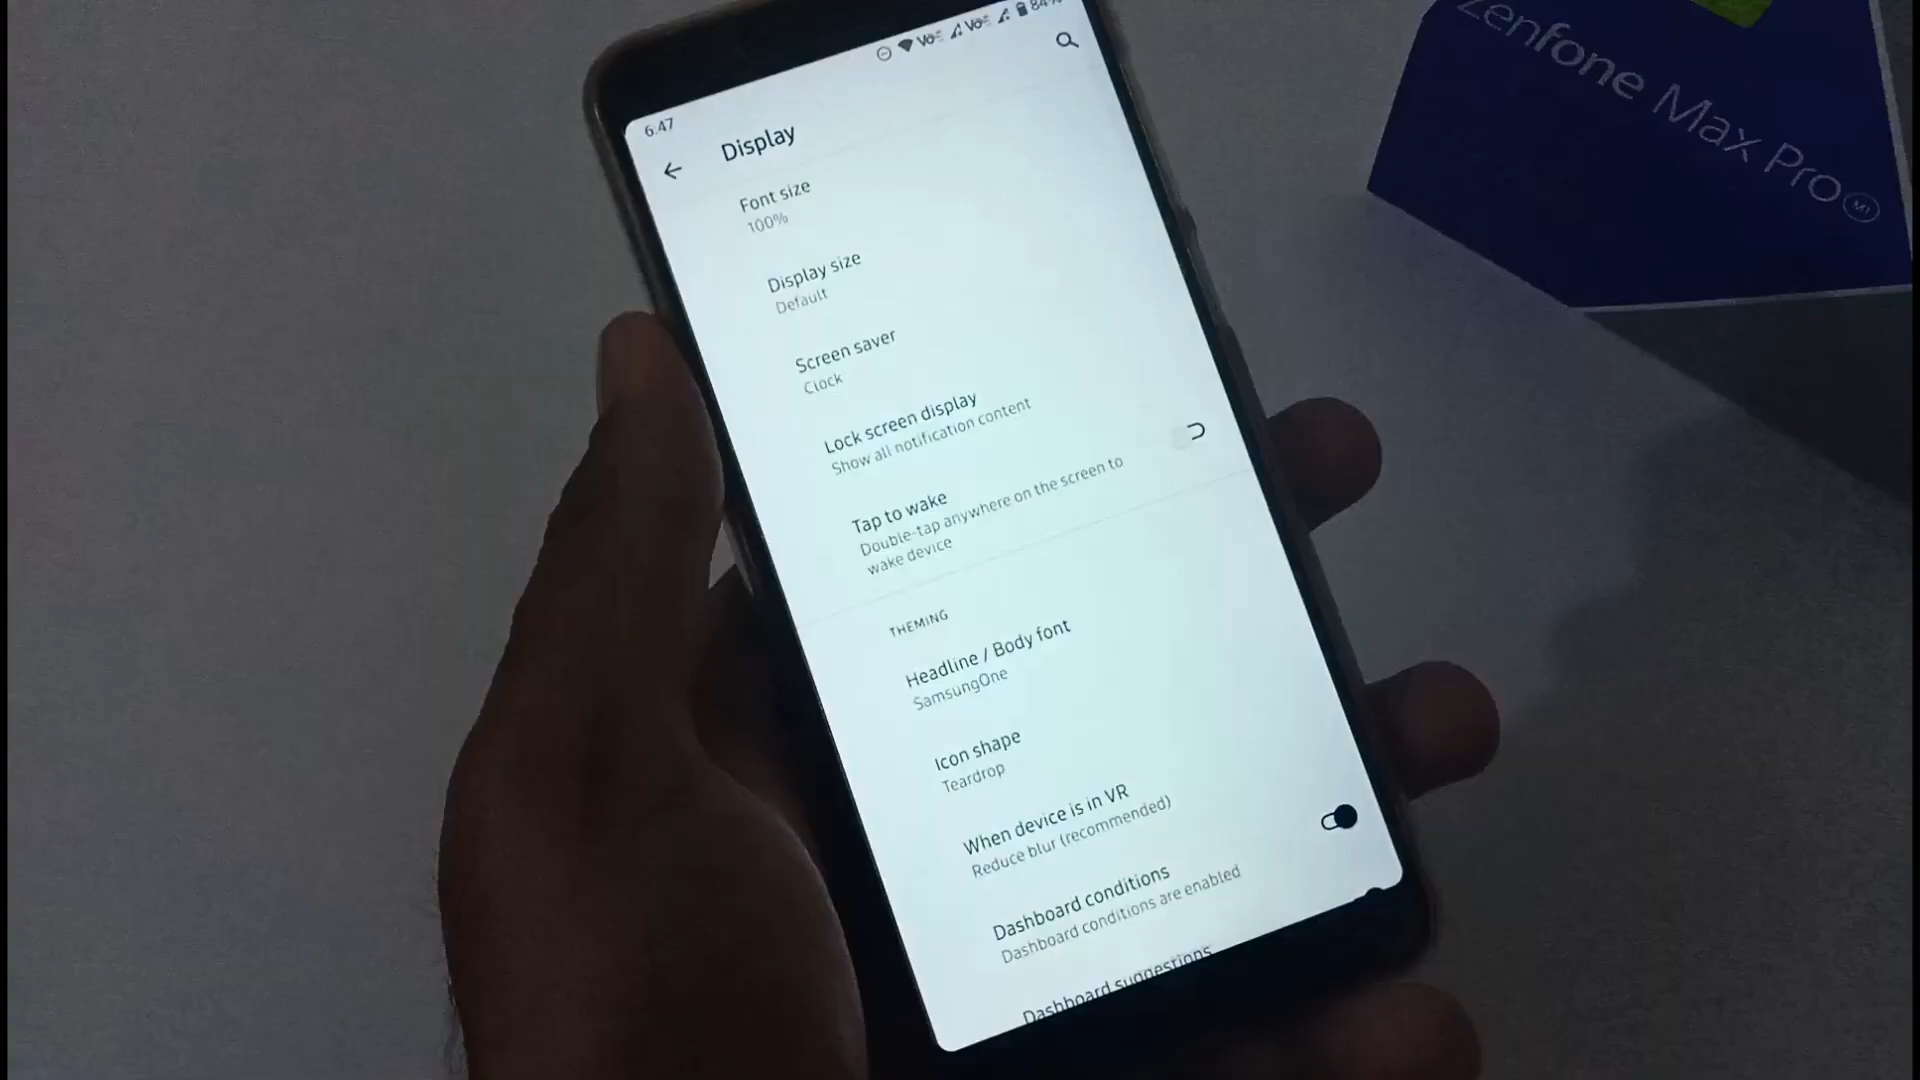 Zenfone Max Pro M1
6:47
84%
Display
Font size
100%
Display size
Default
Screen saver
Clock
Lock screen display
Show all notification content
Tap to wake
Double-tap anywhere on the screen to
wake device
THEMING
Headline / Body font
SamsungOne
Icon shape
Teardrop
When device is in VR
Reduce blur (recommended)
Dashboard conditions
Dashboard conditions are enabled
Dashboard suggestions